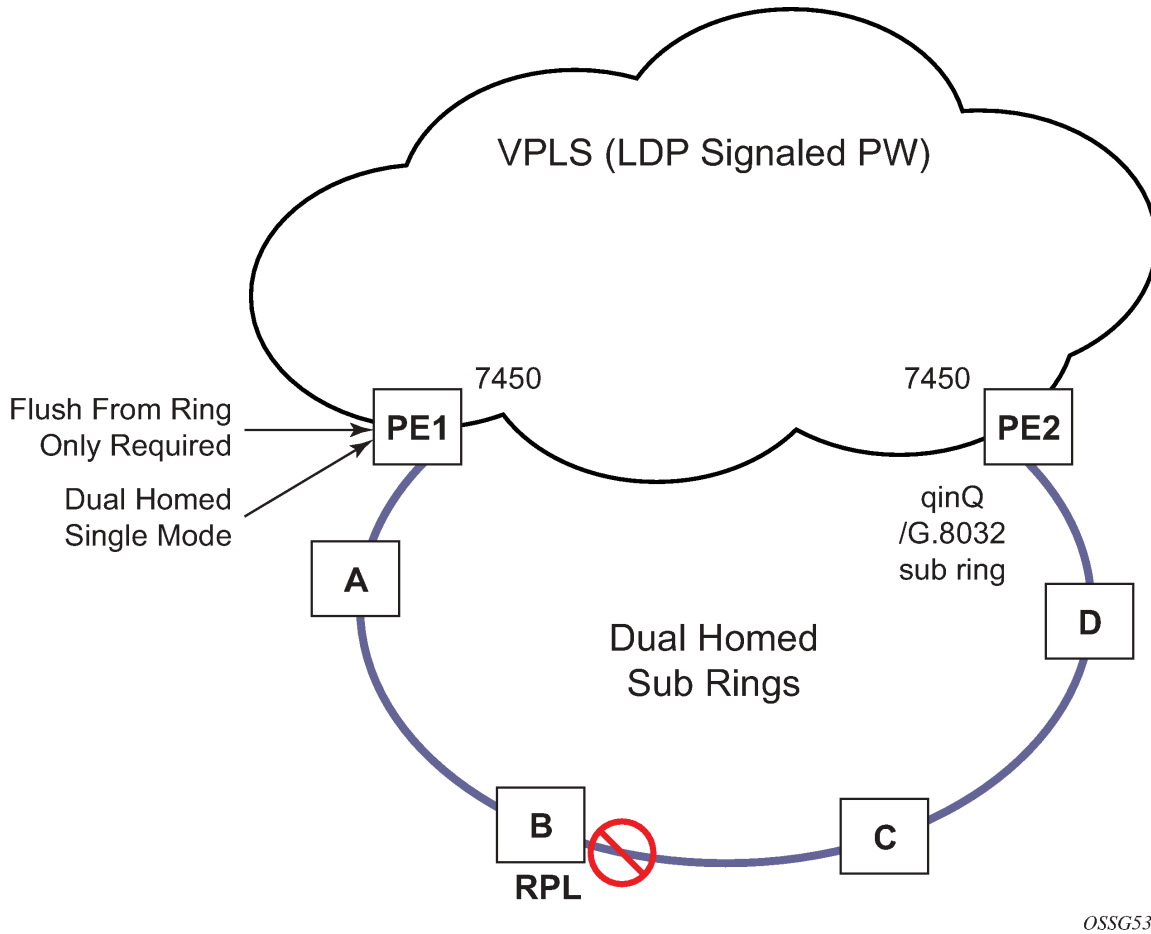 VPLS (LDP Signaled PW)
7450
7450
Flush From Ring
Only Required
PE1
PE2
Dual Homed
Single Mode
qinQ
/G.8032
sub ring
A
D
Dual Homed
Sub Rings
B
C
RPL
OSSG53